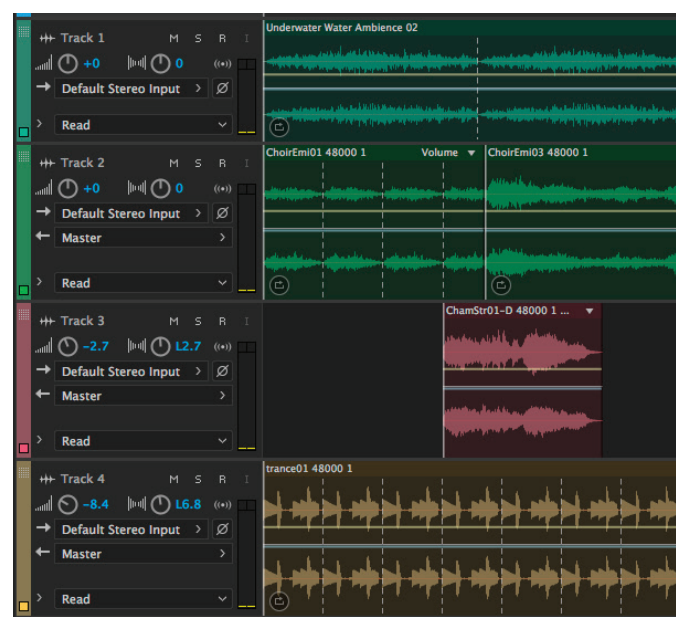 Track 1 M S R I
+0 0
Default Stereo Input > Ø
> Read
Underwater Water Ambience 02
Track 2 M S R I
+0 0
Default Stereo Input > Ø
Master >
> Read
ChoirEmi01 48000 1 Volume ChoirEmi03 48000 1
Track 3 M S R I
-2.7 L2.7
Default Stereo Input > Ø
Master >
> Read
ChamStr01-D 48000 1 ...
Track 4 M S R I
-8.4 L6.8
Default Stereo Input > Ø
Master >
> Read
trance01 48000 1